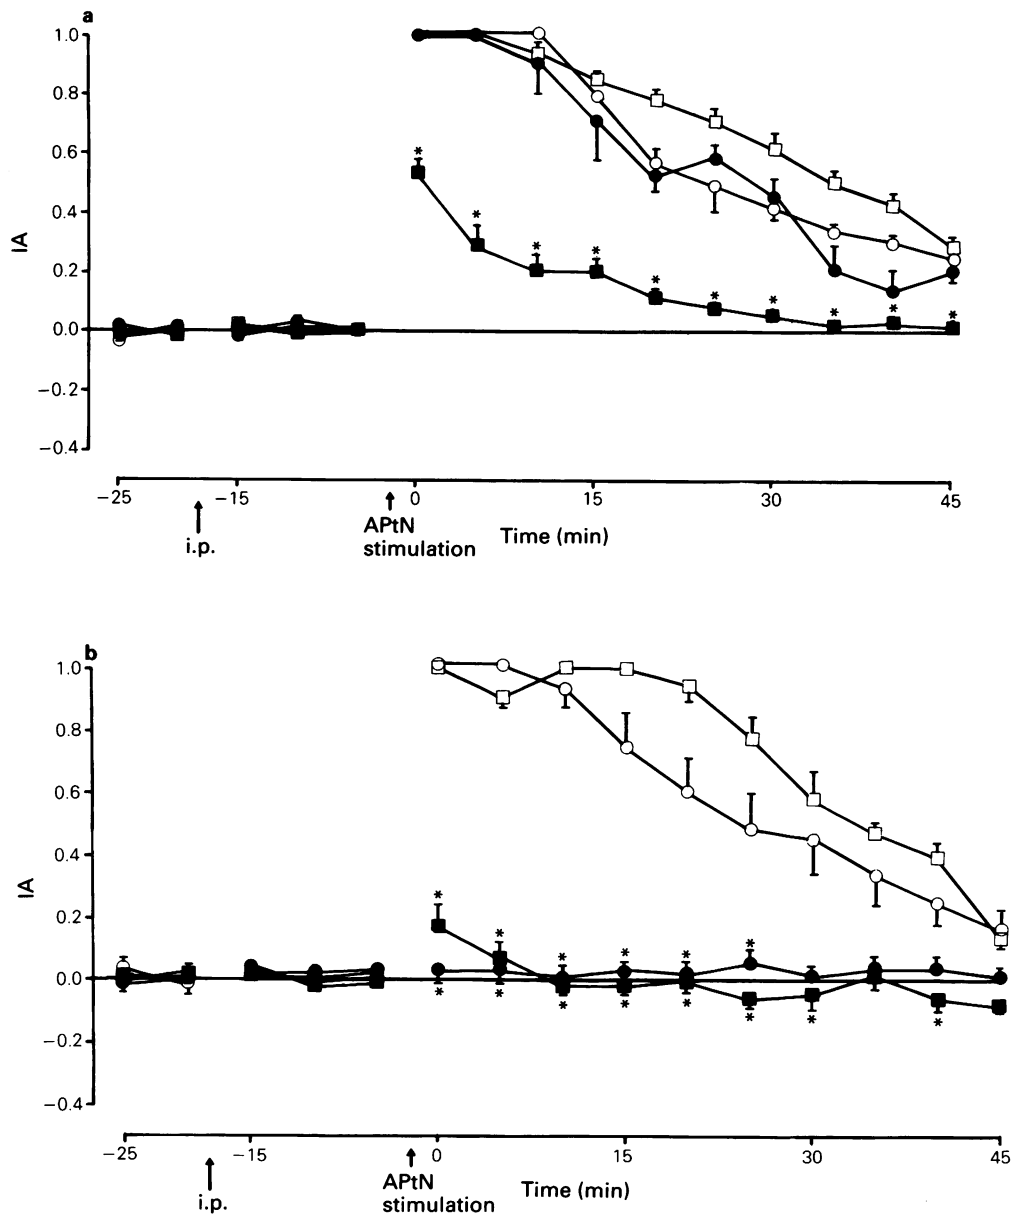 a
1.0
0.8
0.6
0.4
0.2
0.0
−0.2
−0.4
IA
* * * * * * * * * *
−25 −15 0 15 30 45
i.p.
APtN
stimulation
Time (min)
b
1.0
0.8
0.6
0.4
0.2
0.0
−0.2
−0.4
IA
* * * * * *
* * * * * * * *
−25 −15 0 15 30 45
i.p.
APtN
stimulation
Time (min)